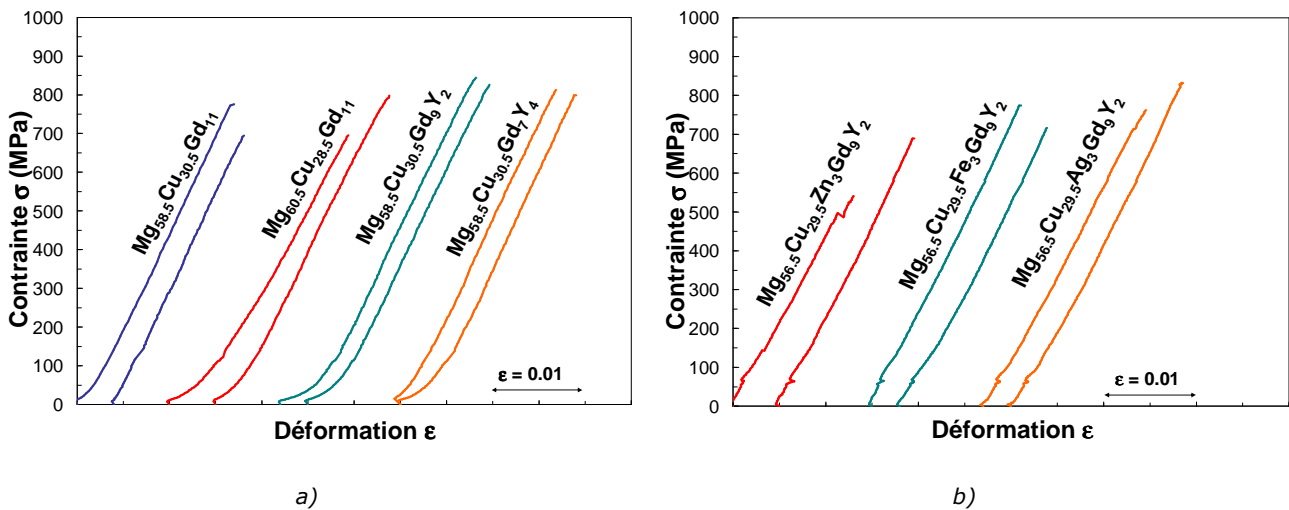 1000
900
800
700
600
500
400
300
200
100
0
Contrainte σ (MPa)
Mg58.5Cu30.5Gd11
Mg60.5Cu28.5Gd11
Mg58.5Cu30.5Gd9Y2
Mg58.5Cu30.5Gd7Y4
ε = 0.01
Déformation ε
a)
1000
900
800
700
600
500
400
300
200
100
0
Contrainte σ (MPa)
Mg56.5Cu29.5Zn3Gd9Y2
Mg56.5Cu29.5Fe3Gd9Y2
Mg56.5Cu29.5Ag3Gd9Y2
ε = 0.01
Déformation ε
b)